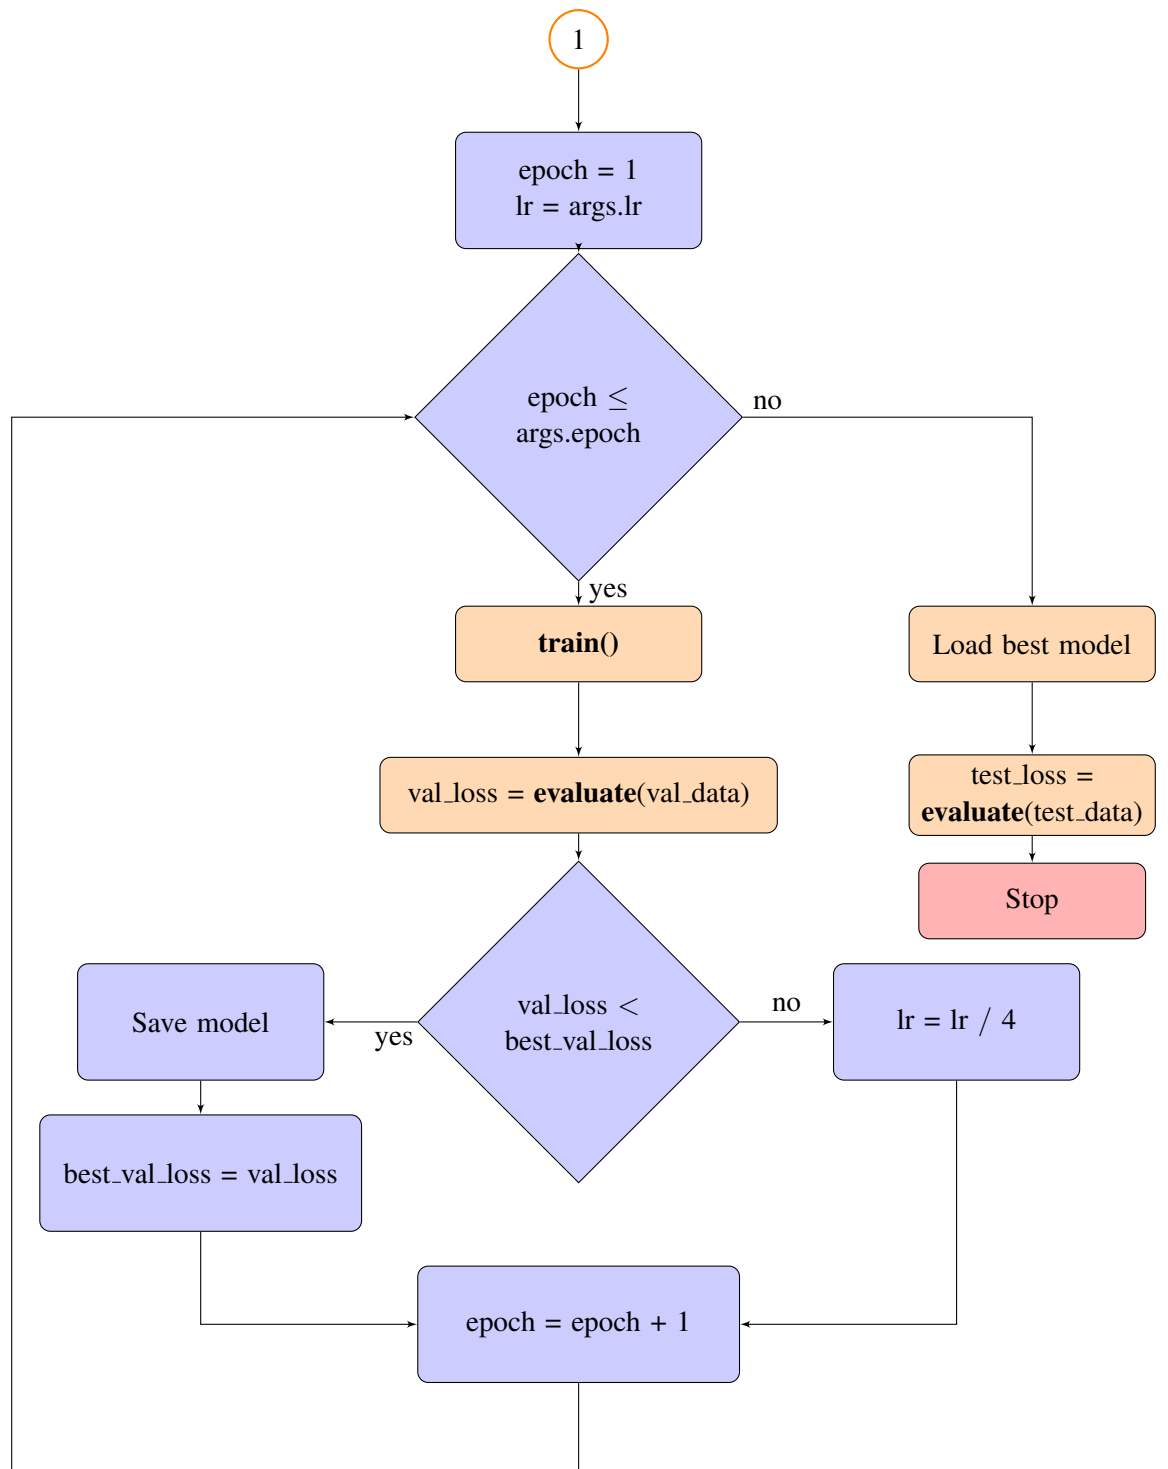 1
epoch = 1
lr = args.lr
epoch ≤
args.epoch
no
yes
train()
Load best model
val_loss = evaluate(val_data)
test_loss =
evaluate(test_data)
Stop
val_loss <
best_val_loss
yes
no
Save model
lr = lr / 4
best_val_loss = val_loss
epoch = epoch + 1